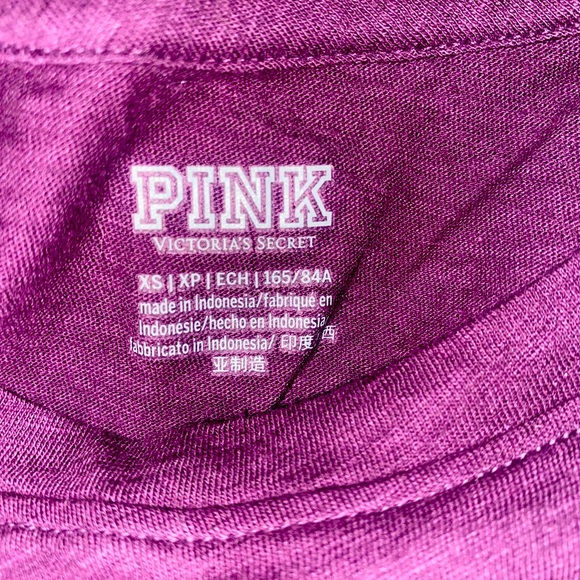 PINK
VICTORIA'S SECRET
XS | XP | ECH | 165/84A
made in Indonesia/fabriqué en
Indonésie/hecho en Indonesia
fabbricato in Indonesia/ 印度 西
亚制造